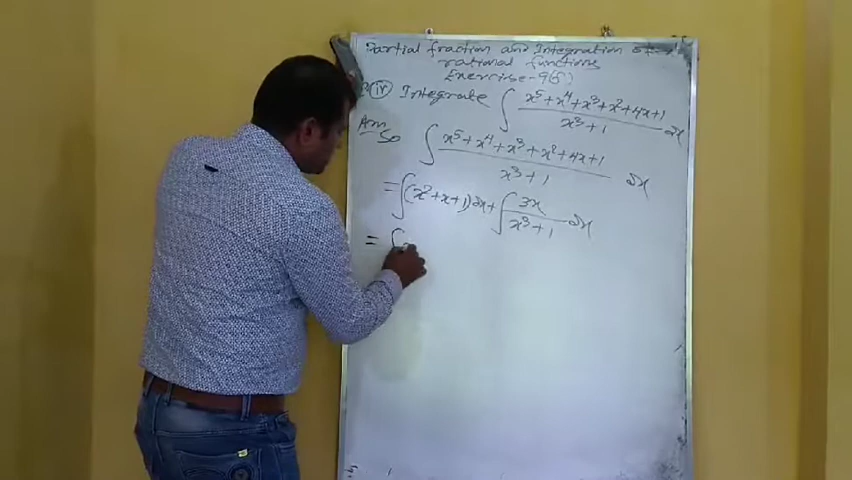 Partial fraction and Integration of
rational functions
Exercise-9(b)
(iv) Integrate ∫ (x⁵+x⁴+x³+x²+4x+1)/(x³+1) dx
Ans
So ∫ (x⁵+x⁴+x³+x²+4x+1)/(x³+1) dx
= ∫(x²+x+1)dx + ∫ 3x/(x³+1) dx
= ∫